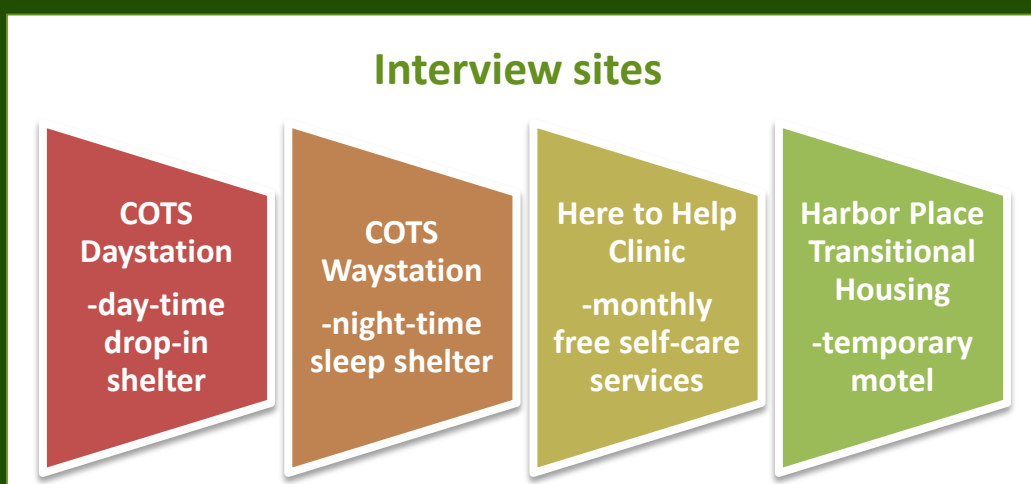 Interview sites
COTS
Daystation
-day-time
drop-in
shelter
COTS
Waystation
-night-time
sleep shelter
Here to Help
Clinic
-monthly
free self-care
services
Harbor Place
Transitional
Housing
-temporary
motel